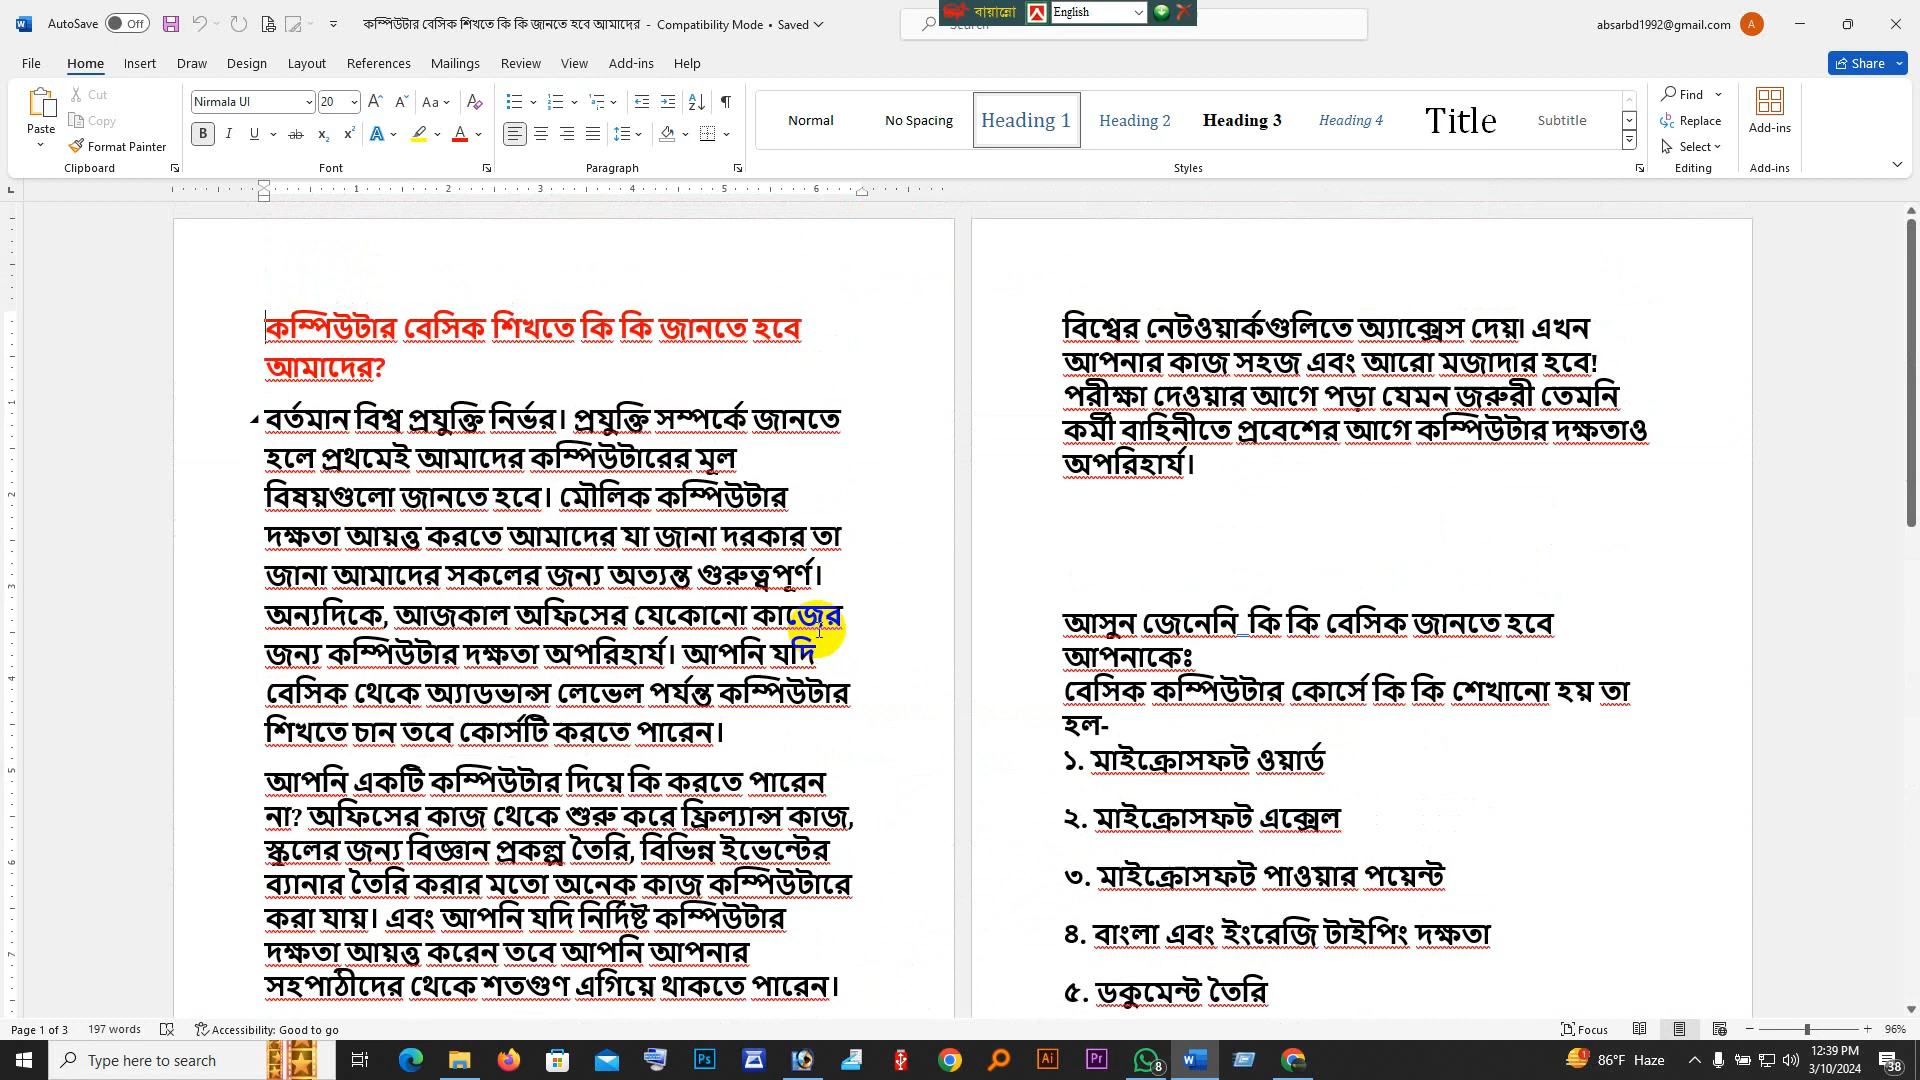 AutoSave Off কম্পিউটার বেসিক শিখতে কি কি জানতে হবে আমাদের - Compatibility Mode • Saved বায়ান্নো English absarbd1992@gmail.com A
File Home Insert Draw Design Layout References Mailings Review View Add-ins Help Share
Paste Cut Copy Format Painter Nirmala UI 20
Normal No Spacing Heading 1 Heading 2 Heading 3 Heading 4 Title Subtitle
Find Replace Select Add-ins
Clipboard Font Paragraph Styles Editing Add-ins
1 2 3 4 5 6
কম্পিউটার বেসিক শিখতে কি কি জানতে হবে
আমাদের?
বর্তমান বিশ্ব প্রযুক্তি নির্ভর। প্রযুক্তি সম্পর্কে জানতে
হলে প্রথমেই আমাদের কম্পিউটারের মূল
বিষয়গুলো জানতে হবে। মৌলিক কম্পিউটার
দক্ষতা আয়ত্ত করতে আমাদের যা জানা দরকার তা
জানা আমাদের সকলের জন্য অত্যন্ত গুরুত্বপূর্ণ।
অন্যদিকে, আজকাল অফিসের যেকোনো কাজের
জন্য কম্পিউটার দক্ষতা অপরিহার্য। আপনি যদি
বেসিক থেকে অ্যাডভান্স লেভেল পর্যন্ত কম্পিউটার
শিখতে চান তবে কোর্সটি করতে পারেন।
আপনি একটি কম্পিউটার দিয়ে কি করতে পারেন
না? অফিসের কাজ থেকে শুরু করে ফ্রিল্যান্স কাজ,
স্কুলের জন্য বিজ্ঞান প্রকল্প তৈরি, বিভিন্ন ইভেন্টের
ব্যানার তৈরি করার মতো অনেক কাজ কম্পিউটারে
করা যায়। এবং আপনি যদি নির্দিষ্ট কম্পিউটার
দক্ষতা আয়ত্ত করেন তবে আপনি আপনার
সহপাঠীদের থেকে শতগুণ এগিয়ে থাকতে পারেন।
বিশ্বের নেটওয়ার্কগুলিতে অ্যাক্সেস দেয়। এখন
আপনার কাজ সহজ এবং আরো মজাদার হবে!
পরীক্ষা দেওয়ার আগে পড়া যেমন জরুরী তেমনি
কর্মী বাহিনীতে প্রবেশের আগে কম্পিউটার দক্ষতাও
অপরিহার্য।
আসুন জেনেনি কি কি বেসিক জানতে হবে
আপনাকেঃ
বেসিক কম্পিউটার কোর্সে কি কি শেখানো হয় তা
হল-
১. মাইক্রোসফট ওয়ার্ড
২. মাইক্রোসফট এক্সেল
৩. মাইক্রোসফট পাওয়ার পয়েন্ট
৪. বাংলা এবং ইংরেজি টাইপিং দক্ষতা
৫. ডকুমেন্ট তৈরি
Page 1 of 3 197 words Accessibility: Good to go Focus 96%
Type here to search 8 86°F Haze 12:39 PM
3/10/2024 38